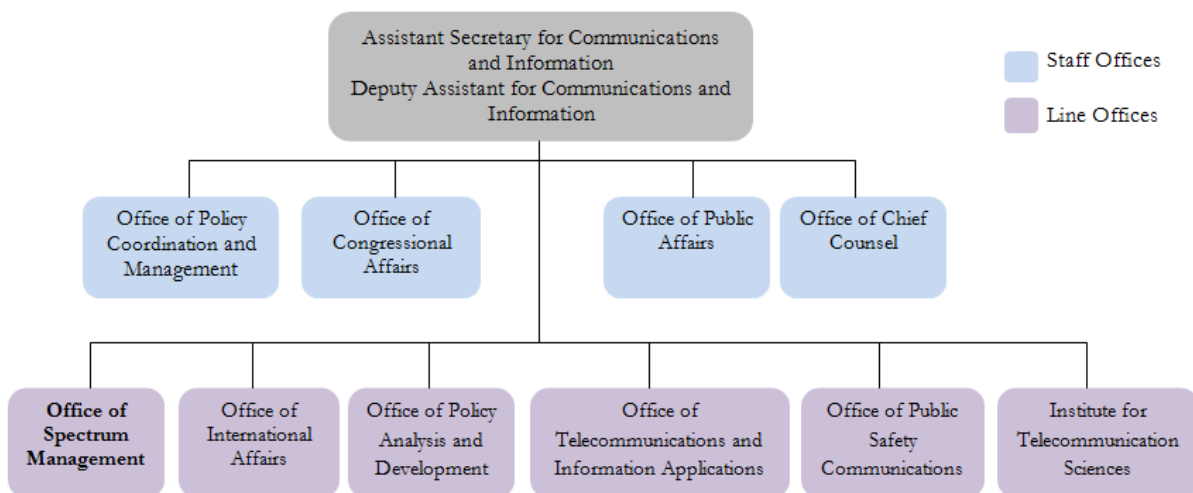 Assistant Secretary for Communications
and Information
Deputy Assistant for Communications and
Information
Staff Offices
Line Offices
Office of Policy
Coordination and
Management
Office of
Congressional
Affairs
Office of Public
Affairs
Office of Chief
Counsel
Office of
Spectrum
Management
Office of
International
Affairs
Office of Policy
Analysis and
Development
Office of
Telecommunications and
Information Applications
Office of Public
Safety
Communications
Institute for
Telecommunication
Sciences